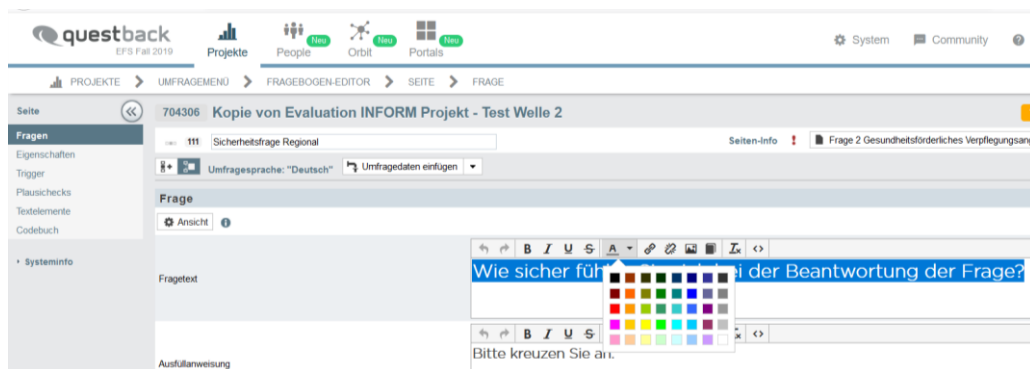 questback
EFS Fall 2019
Projekte
People
Neu
Orbit
Neu
Portals
Neu
System
Community
PROJEKTE
UMFRAGEMENÜ
FRAGEBOGEN-EDITOR
SEITE
FRAGE
Seite
Fragen
Eigenschaften
Trigger
Plausichecks
Textelemente
Codebuch
Systeminfo
704306 Kopie von Evaluation INFORM Projekt - Test Welle 2
111 Sicherheitsfrage Regional
Seiten-Info ! Frage 2 Gesundheitsförderliches Verpflegungsang
Umfragesprache: "Deutsch" Umfragedaten einfügen
Frage
Ansicht
B I U S A
Fragetext
Wie sicher füh ei der Beantwortung der Frage?
B I U S
Ausfüllanweisung
Bitte kreuzen Sie an.